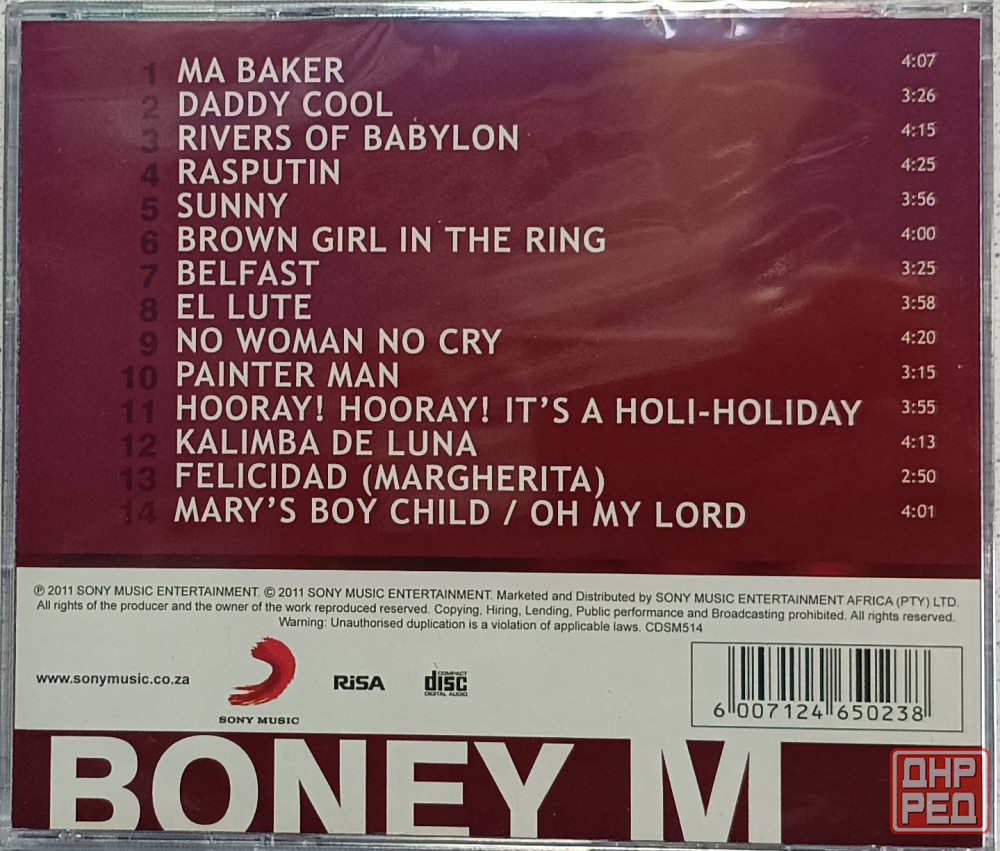 1 MA BAKER 4:07
2 DADDY COOL 3:26
3 RIVERS OF BABYLON 4:15
4 RASPUTIN 4:25
5 SUNNY 3:56
6 BROWN GIRL IN THE RING 4:00
7 BELFAST 3:25
8 EL LUTE 3:58
9 NO WOMAN NO CRY 4:20
10 PAINTER MAN 3:15
11 HOORAY! HOORAY! IT'S A HOLI-HOLIDAY 3:55
12 KALIMBA DE LUNA 4:13
13 FELICIDAD (MARGHERITA) 2:50
14 MARY'S BOY CHILD / OH MY LORD 4:01
℗ 2011 SONY MUSIC ENTERTAINMENT. © 2011 SONY MUSIC ENTERTAINMENT. Marketed and Distributed by SONY MUSIC ENTERTAINMENT AFRICA (PTY) LTD.
All rights of the producer and the owner of the work reproduced reserved. Copying, Hiring, Lending, Public performance and Broadcasting prohibited. All rights reserved.
Warning: Unauthorised duplication is a violation of applicable laws. CDSM514
www.sonymusic.co.za
SONY MUSIC
RiSA
COMPACT
disc
DIGITAL AUDIO
6 007124 650238
BONEY M
ДНР
РЕД